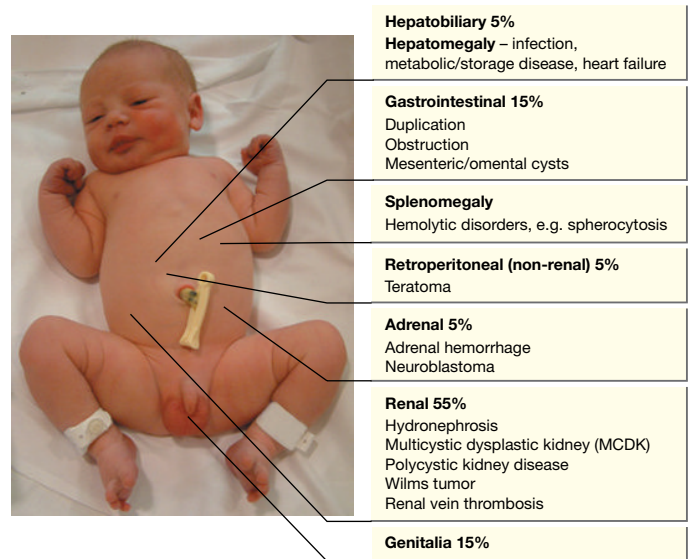 Hepatobiliary 5%
Hepatomegaly – infection,
metabolic/storage disease, heart failure
Gastrointestinal 15%
Duplication
Obstruction
Mesenteric/omental cysts
Splenomegaly
Hemolytic disorders, e.g. spherocytosis
Retroperitoneal (non-renal) 5%
Teratoma
Adrenal 5%
Adrenal hemorrhage
Neuroblastoma
Renal 55%
Hydronephrosis
Multicystic dysplastic kidney (MCDK)
Polycystic kidney disease
Wilms tumor
Renal vein thrombosis
Genitalia 15%